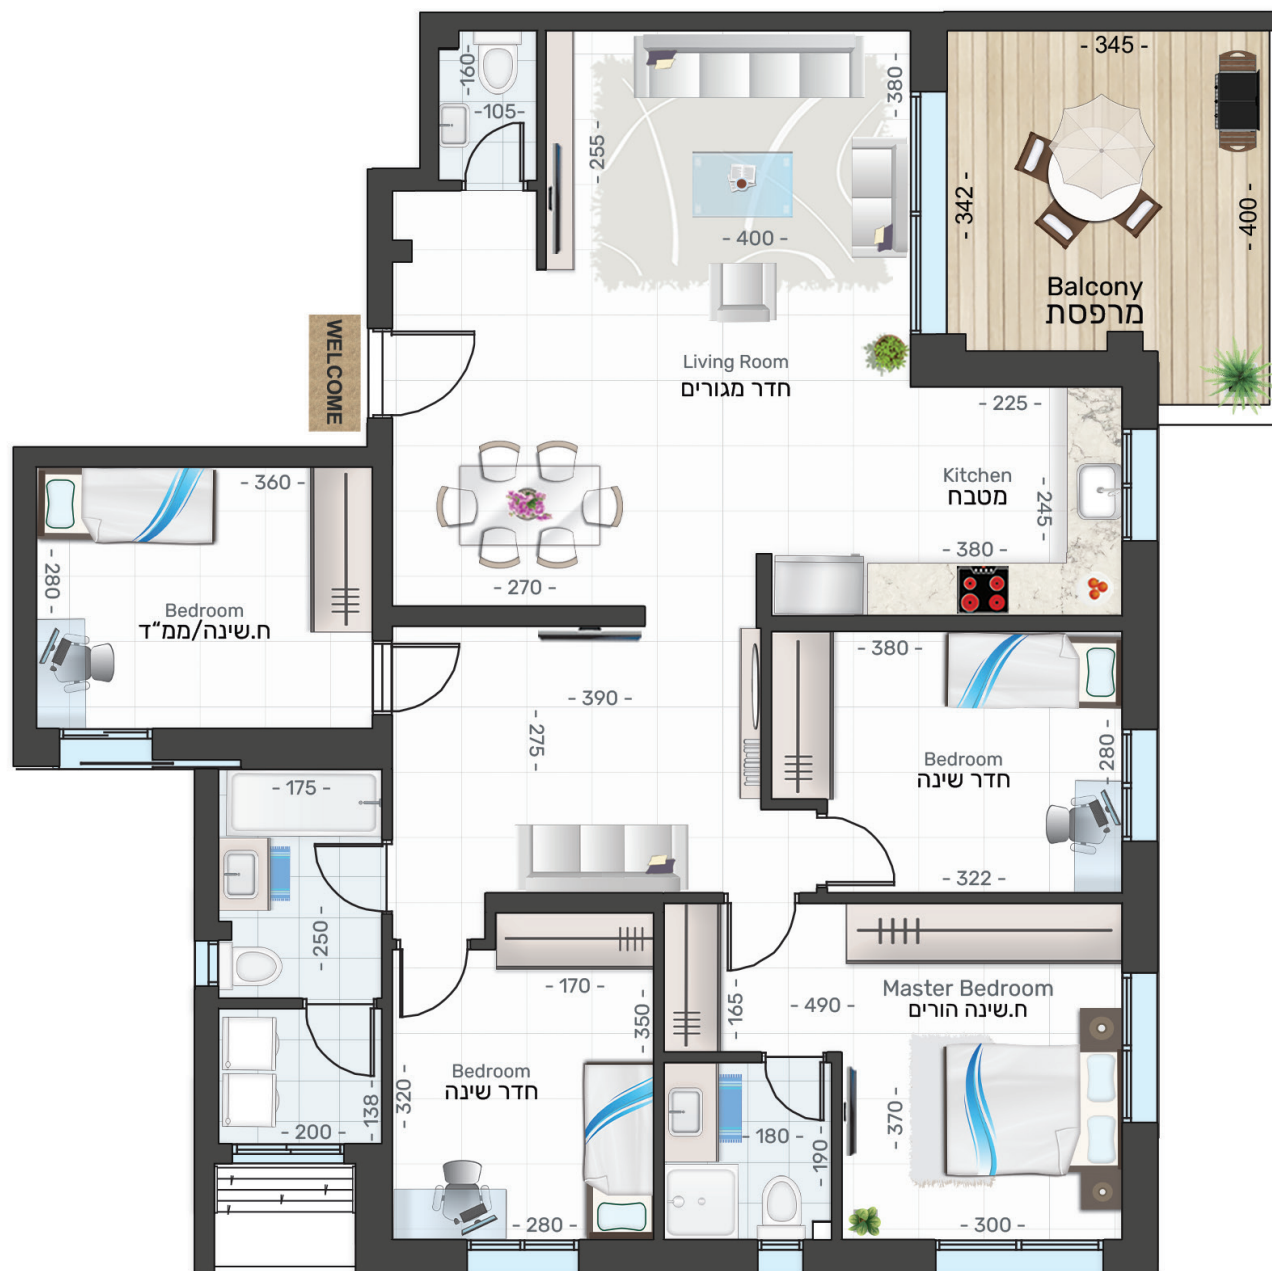 - 345 -
- 160 -
- 105 -
- 380 -
- 255 -
- 342 -
- 400 -
- 400 -
Balcony
מרפסת
WELCOME
Living Room
חדר מגורים
- 225 -
Kitchen
מטבח
- 245 -
- 380 -
- 360 -
- 280 -
Bedroom
ח.שינה/ממ״ד
- 270 -
- 390 -
- 275 -
- 380 -
- 280 -
Bedroom
חדר שינה
- 322 -
- 175 -
- 250 -
- 170 -
- 350 -
- 165 -
- 490 -
Master Bedroom
ח.שינה הורים
Bedroom
חדר שינה
- 320 -
- 138 -
- 200 -
- 180 -
- 190 -
- 370 -
- 280 -
- 300 -